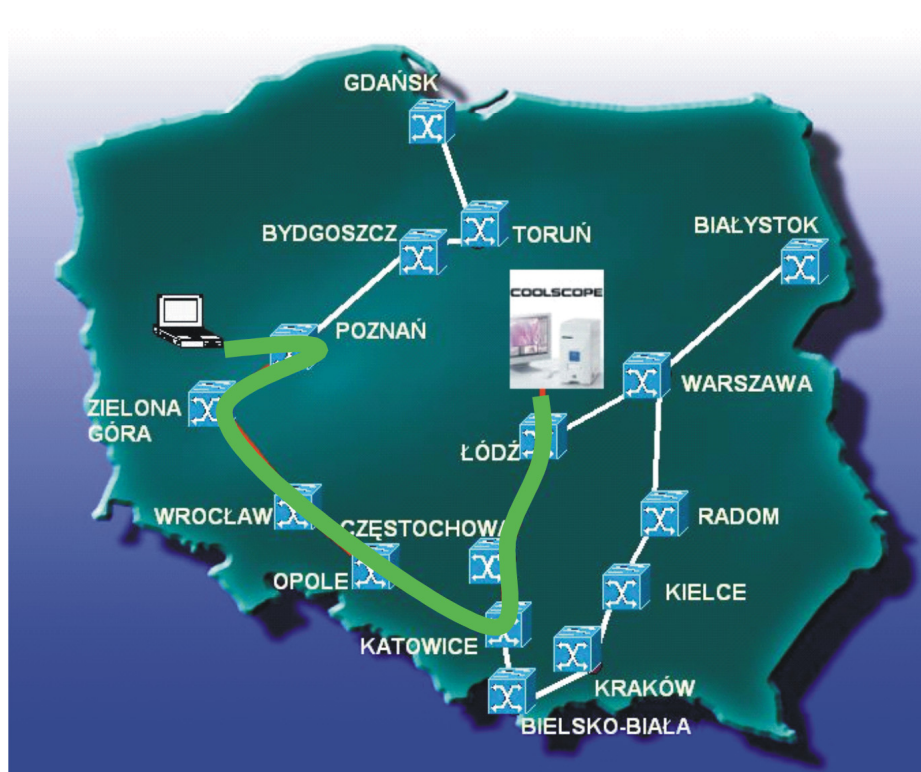 GDAŃSK
BYDGOSZCZ
TORUŃ
BIAŁYSTOK
COOLSCOPE
POZNAŃ
WARSZAWA
ZIELONA
GÓRA
ŁÓDŹ
WROCŁAW
CZĘSTOCHOWA
RADOM
OPOLE
KIELCE
KATOWICE
KRAKÓW
BIELSKO-BIAŁA